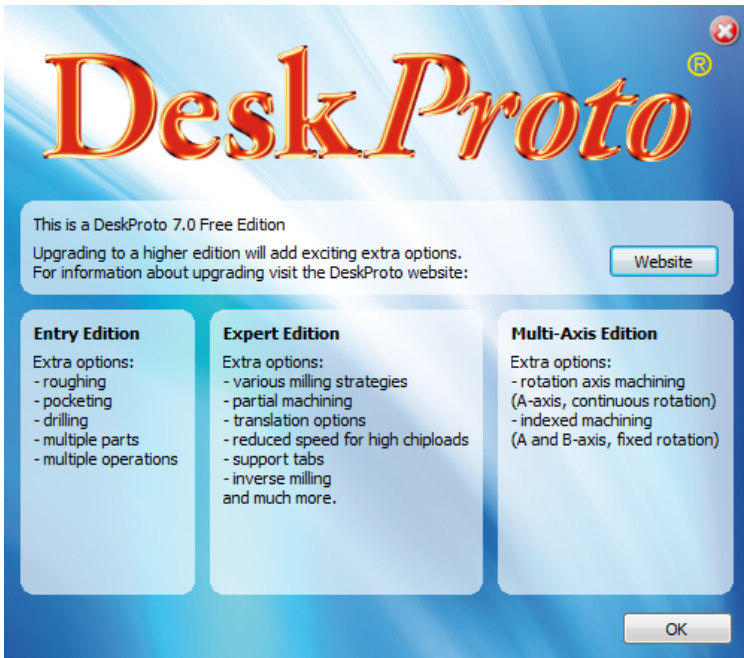 DeskProto®
This is a DeskProto 7.0 Free Edition
Upgrading to a higher edition will add exciting extra options.
For information about upgrading visit the DeskProto website:
Website
Entry Edition
Extra options:
- roughing
- pocketing
- drilling
- multiple parts
- multiple operations
Expert Edition
Extra options:
- various milling strategies
- partial machining
- translation options
- reduced speed for high chiploads
- support tabs
- inverse milling
and much more.
Multi-Axis Edition
Extra options:
- rotation axis machining
(A-axis, continuous rotation)
- indexed machining
(A and B-axis, fixed rotation)
OK